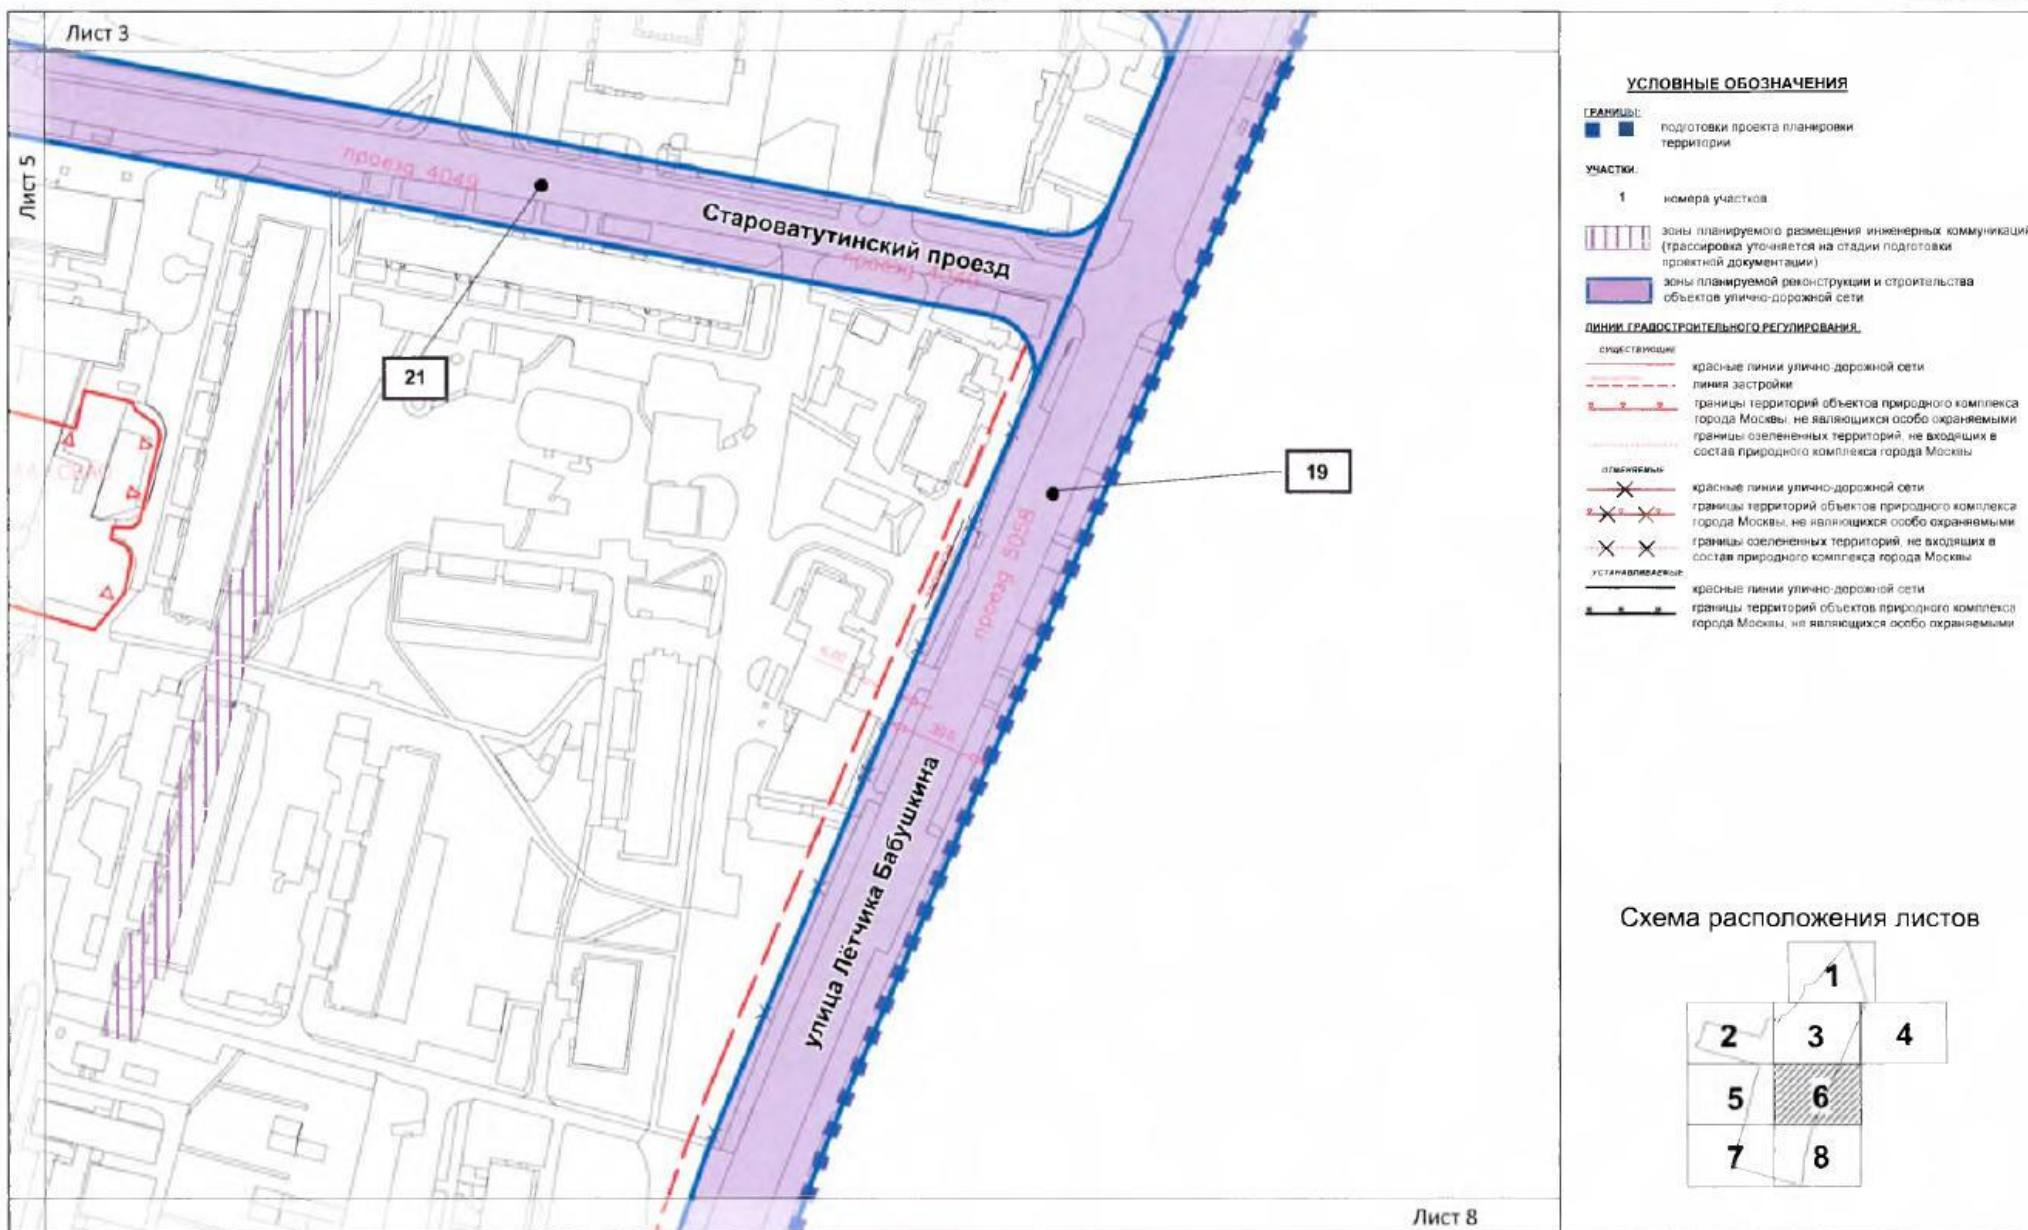 Лист 3
Лист 5
проезд 4049
Староватутинский проезд
проезд 4049
21
19
проезд 5058
6.00
улица Лётчика Бабушкина
Лист 8
УСЛОВНЫЕ ОБОЗНАЧЕНИЯ
ГРАНИЦЫ:
подготовки проекта планировки
территории
УЧАСТКИ:
1 номера участков
зоны планируемого размещения инженерных коммуникаций
(трассировка уточняется на стадии подготовки
проектной документации)
зоны планируемой реконструкции и строительства
объектов улично-дорожной сети
ЛИНИИ ГРАДОСТРОИТЕЛЬНОГО РЕГУЛИРОВАНИЯ:
СУЩЕСТВУЮЩИЕ
красные линии улично-дорожной сети
линия застройки
границы территорий объектов природного комплекса
города Москвы, не являющихся особо охраняемыми
границы озелененных территорий, не входящих в
состав природного комплекса города Москвы
ОТМЕНЯЕМЫЕ
красные линии улично-дорожной сети
границы территорий объектов природного комплекса
города Москвы, не являющихся особо охраняемыми
границы озелененных территорий, не входящих в
состав природного комплекса города Москвы
УСТАНАВЛИВАЕМЫЕ
красные линии улично-дорожной сети
границы территорий объектов природного комплекса
города Москвы, не являющихся особо охраняемыми
Схема расположения листов
1
2 3 4
5 6
7 8